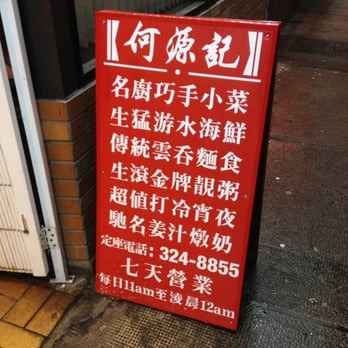 【何源記】
名廚巧手小菜
生猛游水海鮮
傳統雲吞麵食
生滾金牌靚粥
超値打冷宵夜
馳名姜汁燉奶
定座電話:324-8855
七天營業
每日11am至淩晨12am